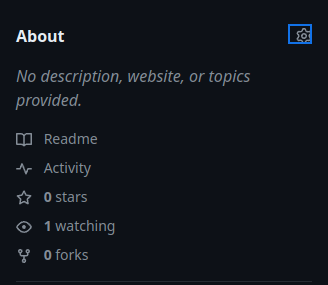 About
No description, website, or topics
provided.
Readme
Activity
0 stars
1 watching
0 forks